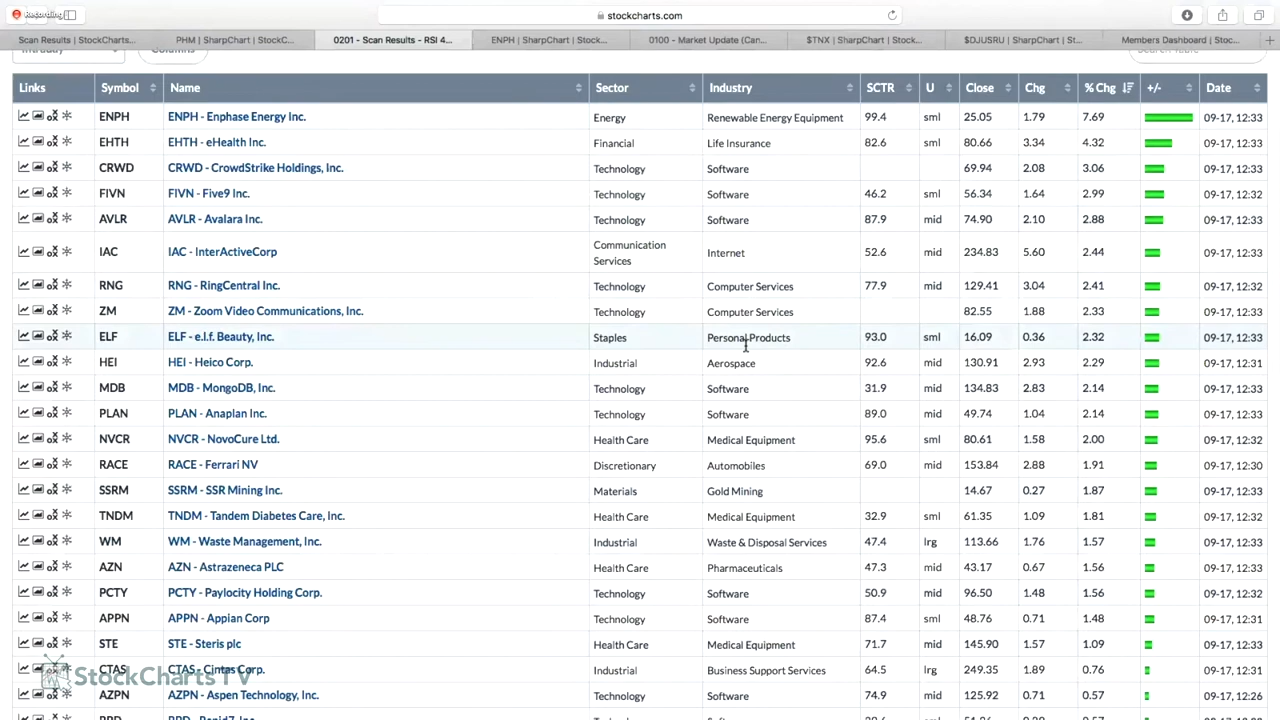 Recording
stockcharts.com
Scan Results | StockCharts... PHM | SharpChart | StockC... 0201 - Scan Results - RSI 4... ENPH | SharpChart | Stock... 0100 - Market Update (Can... $TNX | SharpChart | Stock... $DJUSRU | SharpChart | St... Members Dashboard | Stoc...
Intraday Columns Search Table
Links Symbol Name Sector Industry SCTR U Close Chg % Chg +/- Date
ENPH ENPH - Enphase Energy Inc. Energy Renewable Energy Equipment 99.4 sml 25.05 1.79 7.69 09-17, 12:33
EHTH EHTH - eHealth Inc. Financial Life Insurance 82.6 sml 80.66 3.34 4.32 09-17, 12:33
CRWD CRWD - CrowdStrike Holdings, Inc. Technology Software 69.94 2.08 3.06 09-17, 12:33
FIVN FIVN - Five9 Inc. Technology Software 46.2 sml 56.34 1.64 2.99 09-17, 12:32
AVLR AVLR - Avalara Inc. Technology Software 87.9 mid 74.90 2.10 2.88 09-17, 12:33
IAC IAC - InterActiveCorp Communication Services Internet 52.6 mid 234.83 5.60 2.44 09-17, 12:33
RNG RNG - RingCentral Inc. Technology Computer Services 77.9 mid 129.41 3.04 2.41 09-17, 12:32
ZM ZM - Zoom Video Communications, Inc. Technology Computer Services 82.55 1.88 2.33 09-17, 12:33
ELF ELF - e.l.f. Beauty, Inc. Staples Personal Products 93.0 sml 16.09 0.36 2.32 09-17, 12:33
HEI HEI - Heico Corp. Industrial Aerospace 92.6 mid 130.91 2.93 2.29 09-17, 12:31
MDB MDB - MongoDB, Inc. Technology Software 31.9 mid 134.83 2.83 2.14 09-17, 12:33
PLAN PLAN - Anaplan Inc. Technology Software 89.0 mid 49.74 1.04 2.14 09-17, 12:33
NVCR NVCR - NovoCure Ltd. Health Care Medical Equipment 95.6 sml 80.61 1.58 2.00 09-17, 12:32
RACE RACE - Ferrari NV Discretionary Automobiles 69.0 mid 153.84 2.88 1.91 09-17, 12:30
SSRM SSRM - SSR Mining Inc. Materials Gold Mining 14.67 0.27 1.87 09-17, 12:33
TNDM TNDM - Tandem Diabetes Care, Inc. Health Care Medical Equipment 32.9 sml 61.35 1.09 1.81 09-17, 12:32
WM WM - Waste Management, Inc. Industrial Waste & Disposal Services 47.4 lrg 113.66 1.76 1.57 09-17, 12:33
AZN AZN - Astrazeneca PLC Health Care Pharmaceuticals 47.3 mid 43.17 0.67 1.56 09-17, 12:33
PCTY PCTY - Paylocity Holding Corp. Technology Software 50.9 mid 96.50 1.48 1.56 09-17, 12:32
APPN APPN - Appian Corp Technology Software 87.4 mid 48.76 0.71 1.48 09-17, 12:31
STE STE - Steris plc Health Care Medical Equipment 71.7 mid 145.90 1.57 1.09 09-17, 12:33
CTAS CTAS - Cintas Corp. Industrial Business Support Services 64.5 lrg 249.35 1.89 0.76 09-17, 12:31
StockChartsTV
AZPN AZPN - Aspen Technology, Inc. Technology Software 74.9 mid 125.92 0.71 0.57 09-17, 12:26